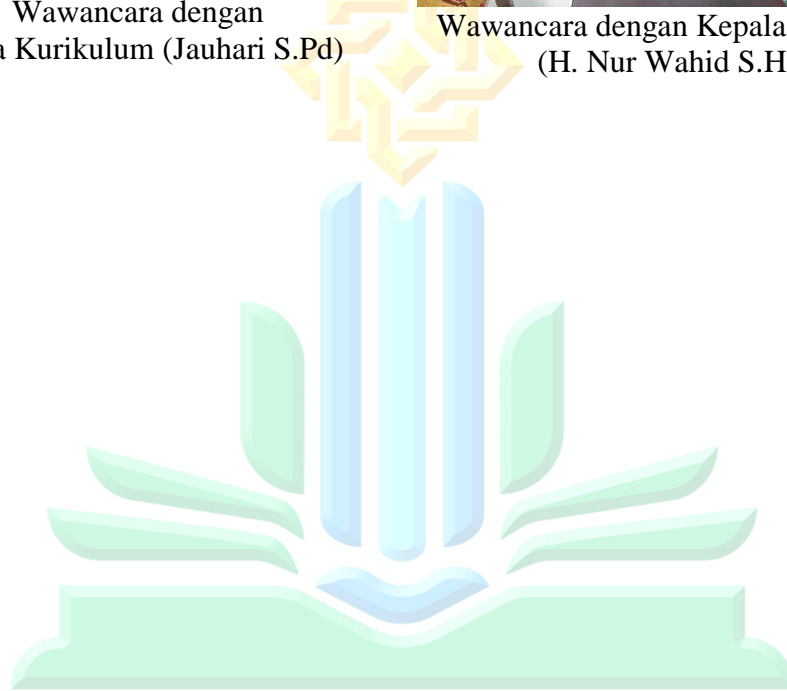 Wawancara dengan
a Kurikulum (Jauhari S.Pd)
Wawancara dengan Kepala
(H. Nur Wahid S.H